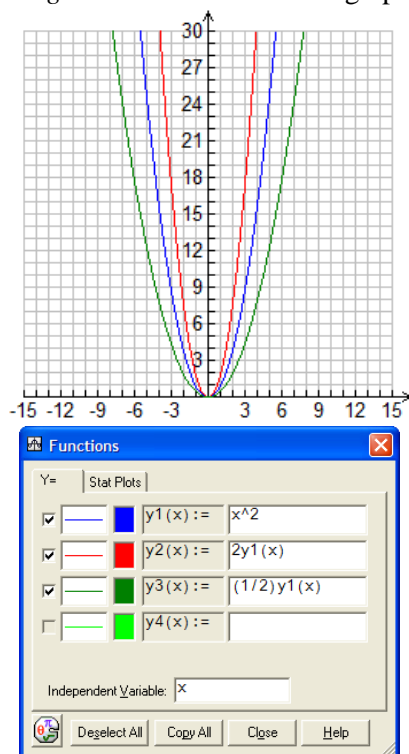 30
27
24
21
18
15
12
9
6
3
-15 -12 -9 -6 -3 3 6 9 12 15
Functions
Y= Stat Plots
y1(x):= x^2
y2(x):= 2y1(x)
y3(x):= (1/2)y1(x)
y4(x):=
Independent Variable: x
Deselect All Copy All Close Help